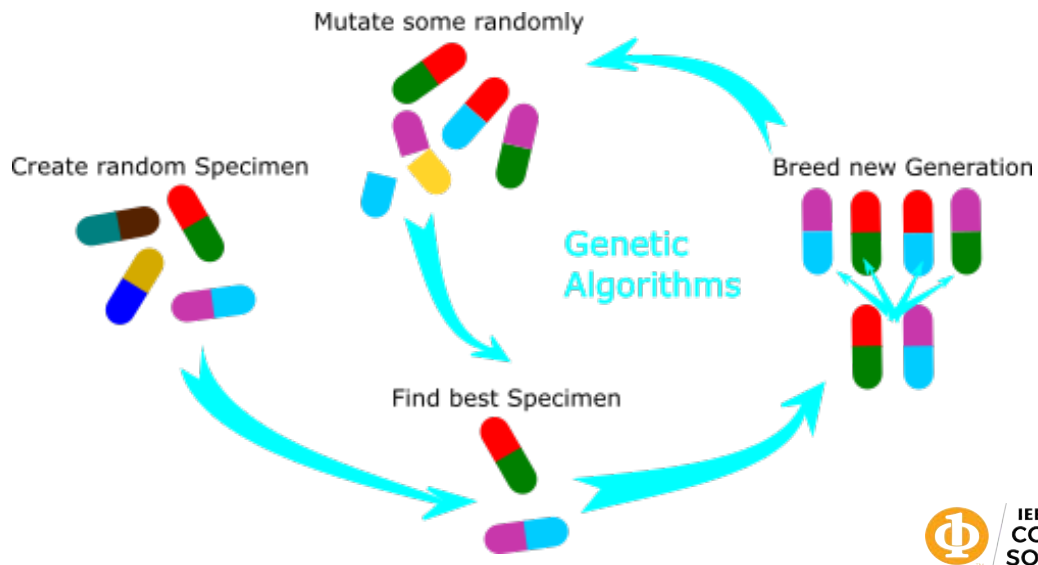 Mutate some randomly
Create random Specimen
Breed new Generation
Genetic
Algorithms
Find best Specimen